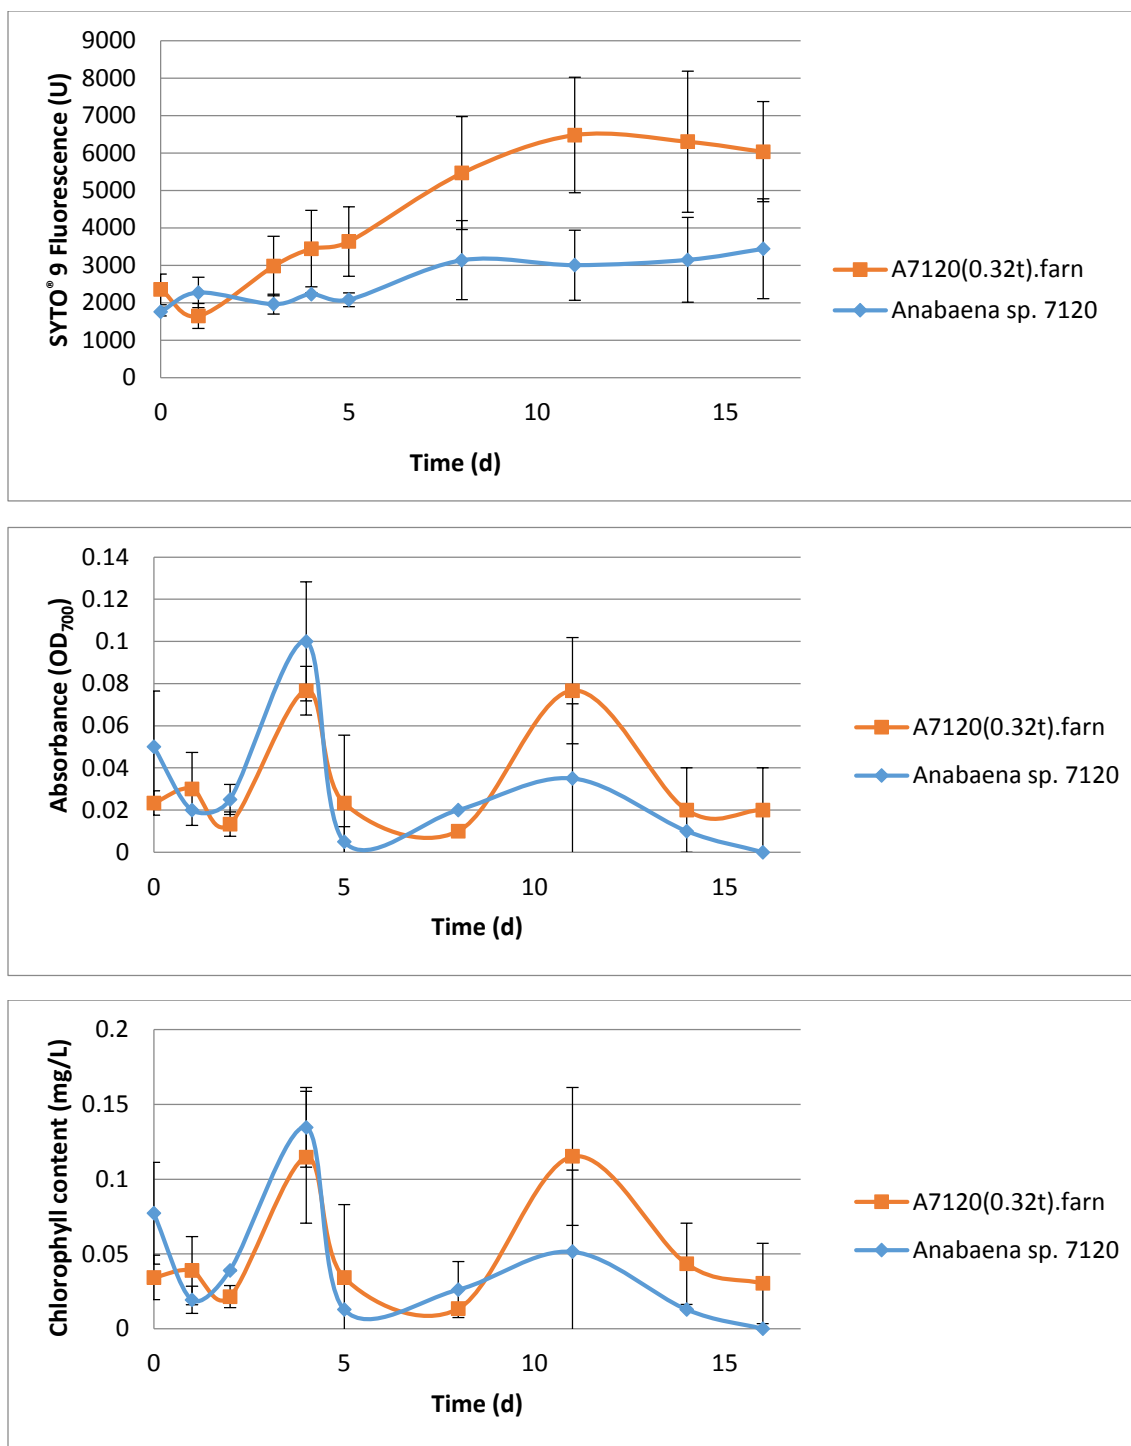 9000
8000
7000
6000
5000
4000
3000
2000
1000
0
SYTO® 9 Fluorescence (U)
0 5 10 15
Time (d)
A7120(0.32t).farn
Anabaena sp. 7120
0.14
0.12
0.1
0.08
0.06
0.04
0.02
0
Absorbance (OD₇₀₀)
0 5 10 15
Time (d)
A7120(0.32t).farn
Anabaena sp. 7120
0.2
0.15
0.1
0.05
0
Chlorophyll content (mg/L)
0 5 10 15
Time (d)
A7120(0.32t).farn
Anabaena sp. 7120